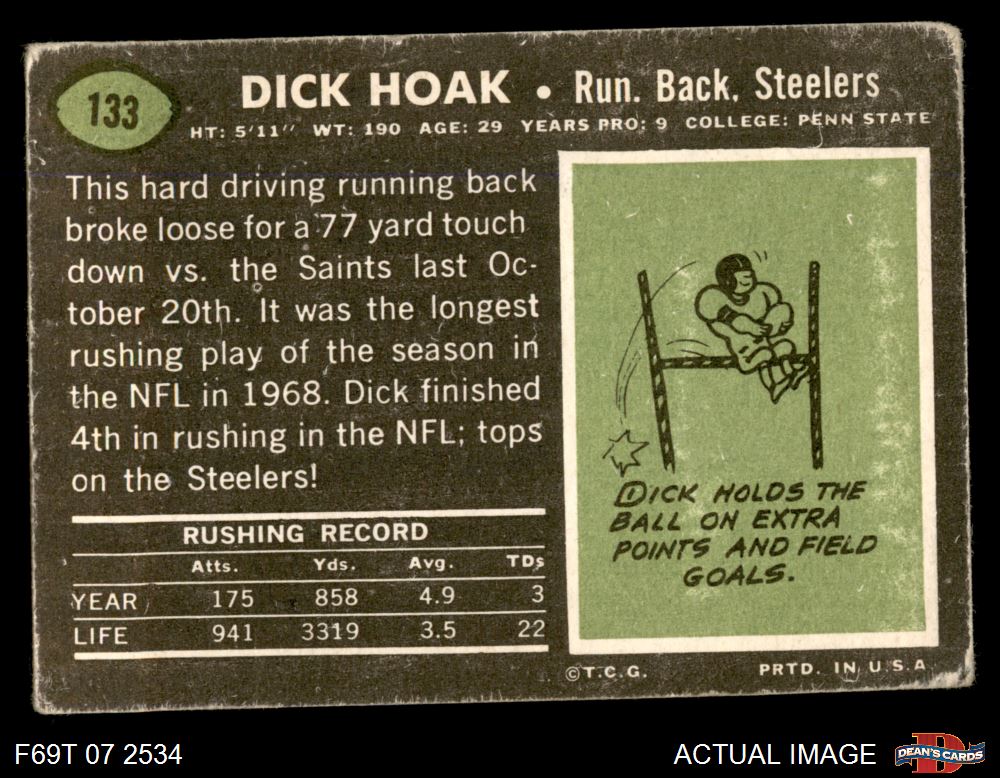 133
DICK HOAK • Run. Back, Steelers
HT: 5'11" WT: 190 AGE: 29 YEARS PRO: 9 COLLEGE: PENN STATE
This hard driving running back
broke loose for a 77 yard touch
down vs. the Saints last Oc-
tober 20th. It was the longest
rushing play of the season in
the NFL in 1968. Dick finished
4th in rushing in the NFL; tops
on the Steelers!
RUSHING RECORD
Atts. Yds. Avg. TDs
YEAR 175 858 4.9 3
LIFE 941 3319 3.5 22
DICK HOLDS THE
BALL ON EXTRA
POINTS AND FIELD
GOALS.
©T.C.G. PRTD. IN U.S.A
F69T 07 2534
ACTUAL IMAGE
DEAN'S CARDS